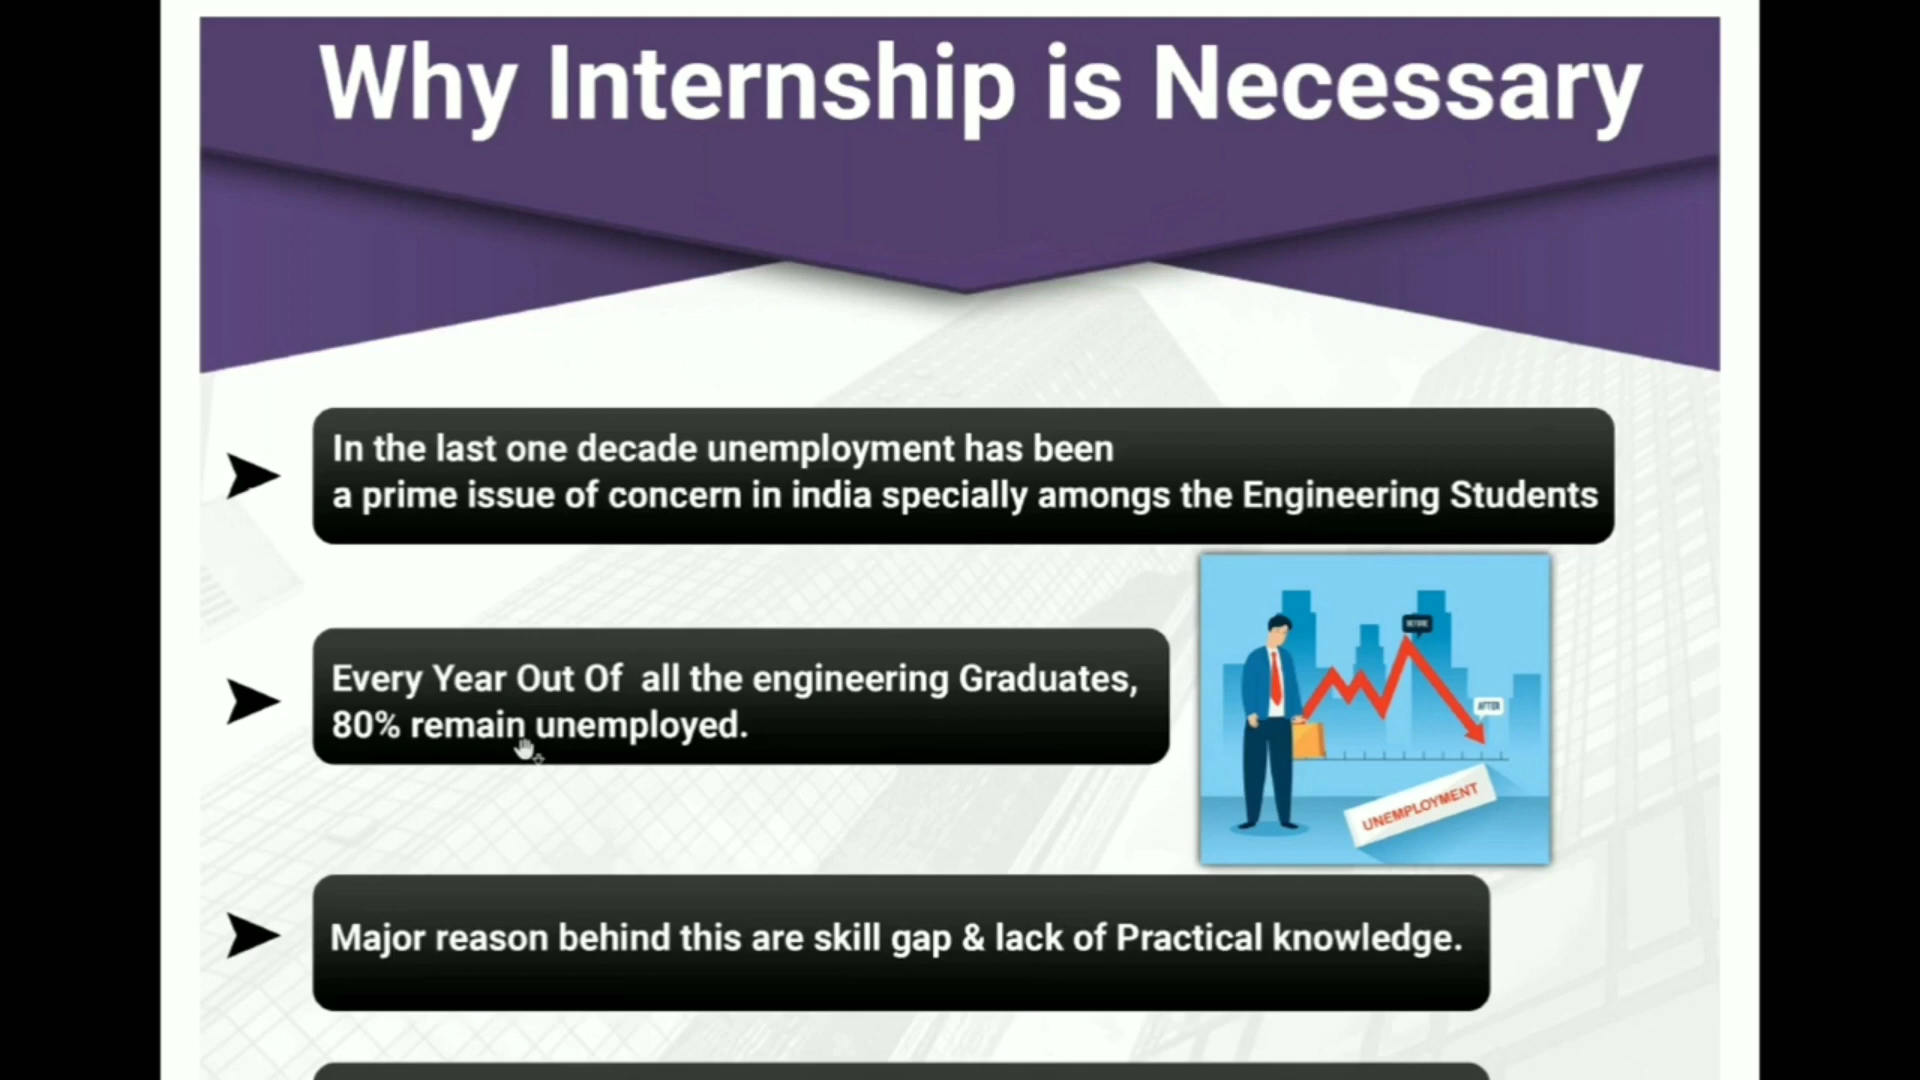 Why Internship is Necessary
In the last one decade unemployment has been
a prime issue of concern in india specially amongs the Engineering Students
Every Year Out Of all the engineering Graduates,
80% remain unemployed.
BEFORE
AFTER
UNEMPLOYMENT
Major reason behind this are skill gap & lack of Practical knowledge.